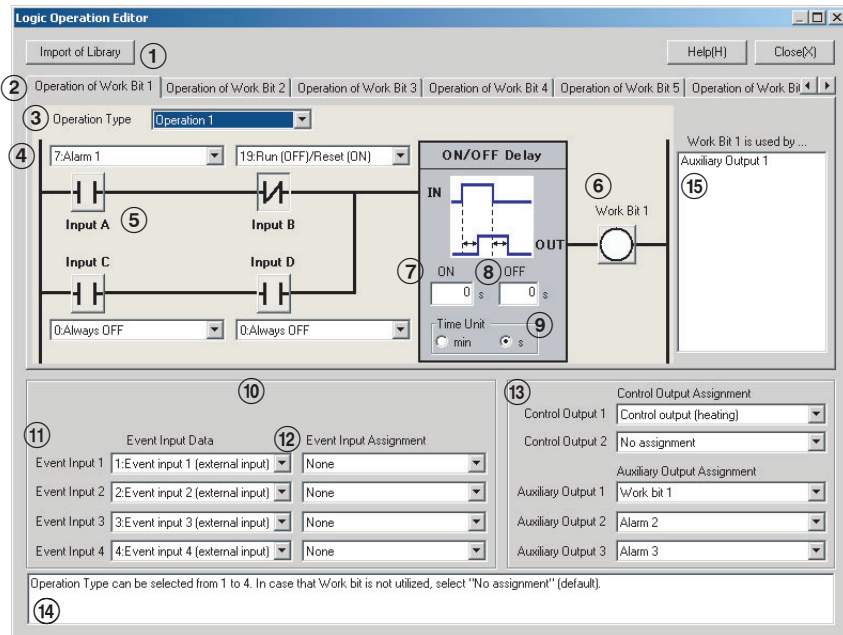 Logic Operation Editor
Import of Library ① Help(H) Close(X)
② Operation of Work Bit 1 Operation of Work Bit 2 Operation of Work Bit 3 Operation of Work Bit 4 Operation of Work Bit 5 Operation of Work Bi
③ Operation Type Operation 1
Work Bit 1 is used by ...
④ 7:Alarm 1 19:Run (OFF)/Reset (ON) ON/OFF Delay
Auxiliary Output 1
⑮
IN
⑥
Work Bit 1
⑤
Input A Input B
OUT
Input C Input D
⑦ ON ⑧ OFF
0 s 0 s
0:Always OFF 0:Always OFF
Time Unit ⑨
min s
⑩
⑬ Control Output Assignment
Control Output 1 Control output (heating)
Control Output 2 No assignment
⑪ Event Input Data ⑫ Event Input Assignment
Event Input 1 1:Event input 1 (external input) None
Event Input 2 2:Event input 2 (external input) None
Event Input 3 3:Event input 3 (external input) None
Event Input 4 4:Event input 4 (external input) None
Auxiliary Output Assignment
Auxiliary Output 1 Work bit 1
Auxiliary Output 2 Alarm 2
Auxiliary Output 3 Alarm 3
Operation Type can be selected from 1 to 4. In case that Work bit is not utilized, select "No assignment" (default).
⑭